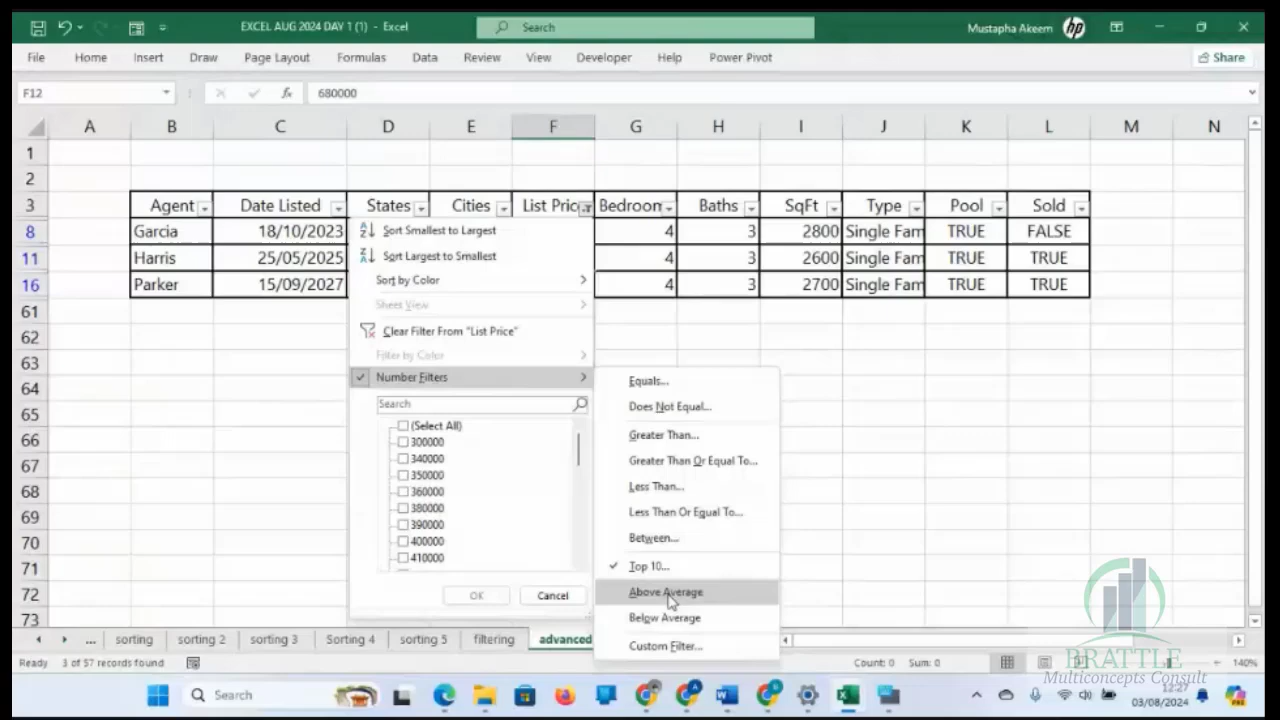 EXCEL AUG 2024 DAY 1 (1) - Excel
Search
Mustapha Akeem
hp
File Home Insert Draw Page Layout Formulas Data Review View Developer Help Power Pivot
Share
F12
fx 680000
A B C D E F G H I J K L M N
1
2
3 Agent Date Listed States Cities List Pric Bedroom Baths SqFt Type Pool Sold
8 Garcia 18/10/2023 4 3 2800 Single Fam TRUE FALSE
11 Harris 25/05/2025 4 3 2600 Single Fam TRUE TRUE
16 Parker 15/09/2027 4 3 2700 Single Fam TRUE TRUE
61
62
63
64
65
66
67
68
69
70
71
72
73
Sort Smallest to Largest
Sort Largest to Smallest
Sort by Color
Sheet View
Clear Filter From "List Price"
Filter by Color
Number Filters
Search
(Select All)
300000
340000
350000
360000
380000
390000
400000
410000
OK Cancel
Equals...
Does Not Equal...
Greater Than...
Greater Than Or Equal To...
Less Than...
Less Than Or Equal To...
Between...
Top 10...
Above Average
Below Average
Custom Filter...
... sorting sorting 2 sorting 3 Sorting 4 sorting 5 filtering advanced
Ready 3 of 57 records found Count: 0 Sum: 0 140%
BRATTLE
Multiconcepts Consult
Search
12:27
03/08/2024